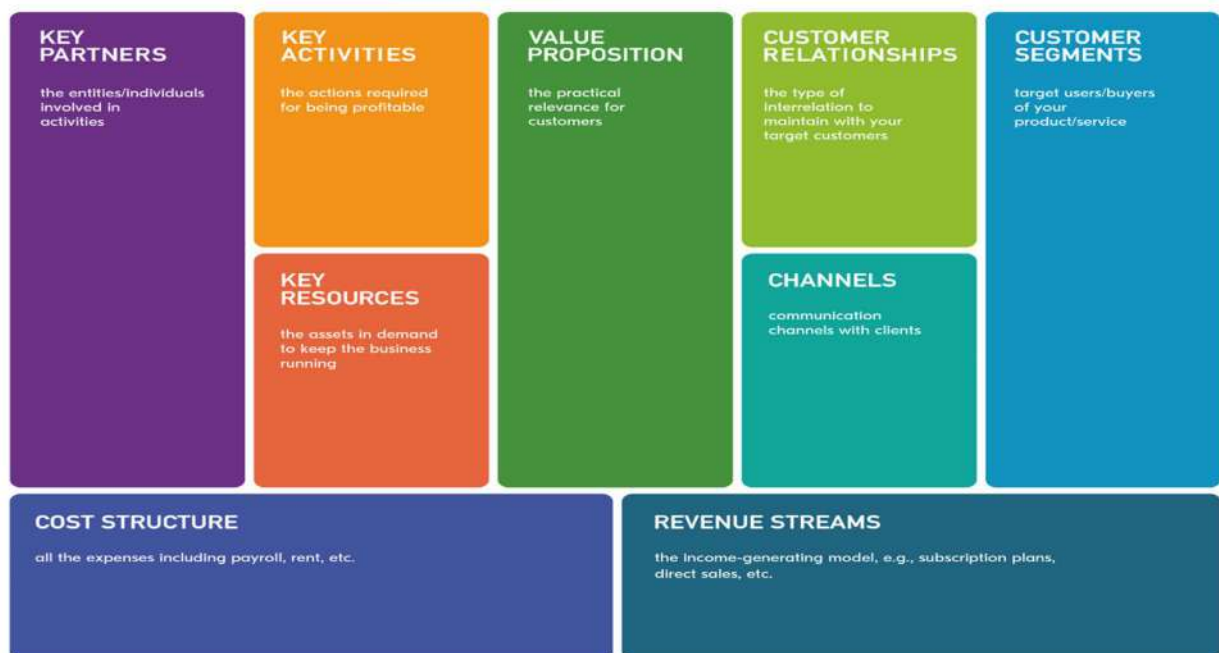 KEY
PARTNERS
the entities/individuals
involved in
activities
KEY
ACTIVITIES
the actions required
for being profitable
KEY
RESOURCES
the assets in demand
to keep the business
running
VALUE
PROPOSITION
the practical
relevance for
customers
CUSTOMER
RELATIONSHIPS
the type of
interrelation to
maintain with your
target customers
CHANNELS
communication
channels with clients
CUSTOMER
SEGMENTS
target users/buyers
of your
product/service
COST STRUCTURE
all the expenses including payroll, rent, etc.
REVENUE STREAMS
the income-generating model, e.g., subscription plans,
direct sales, etc.